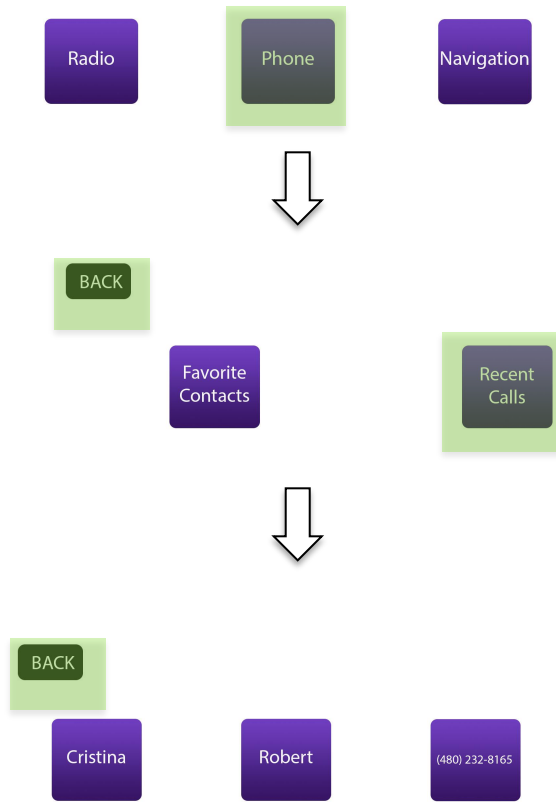 Radio
Phone
Navigation
BACK
Favorite
Contacts
Recent
Calls
BACK
Cristina
Robert
(480) 232-8165